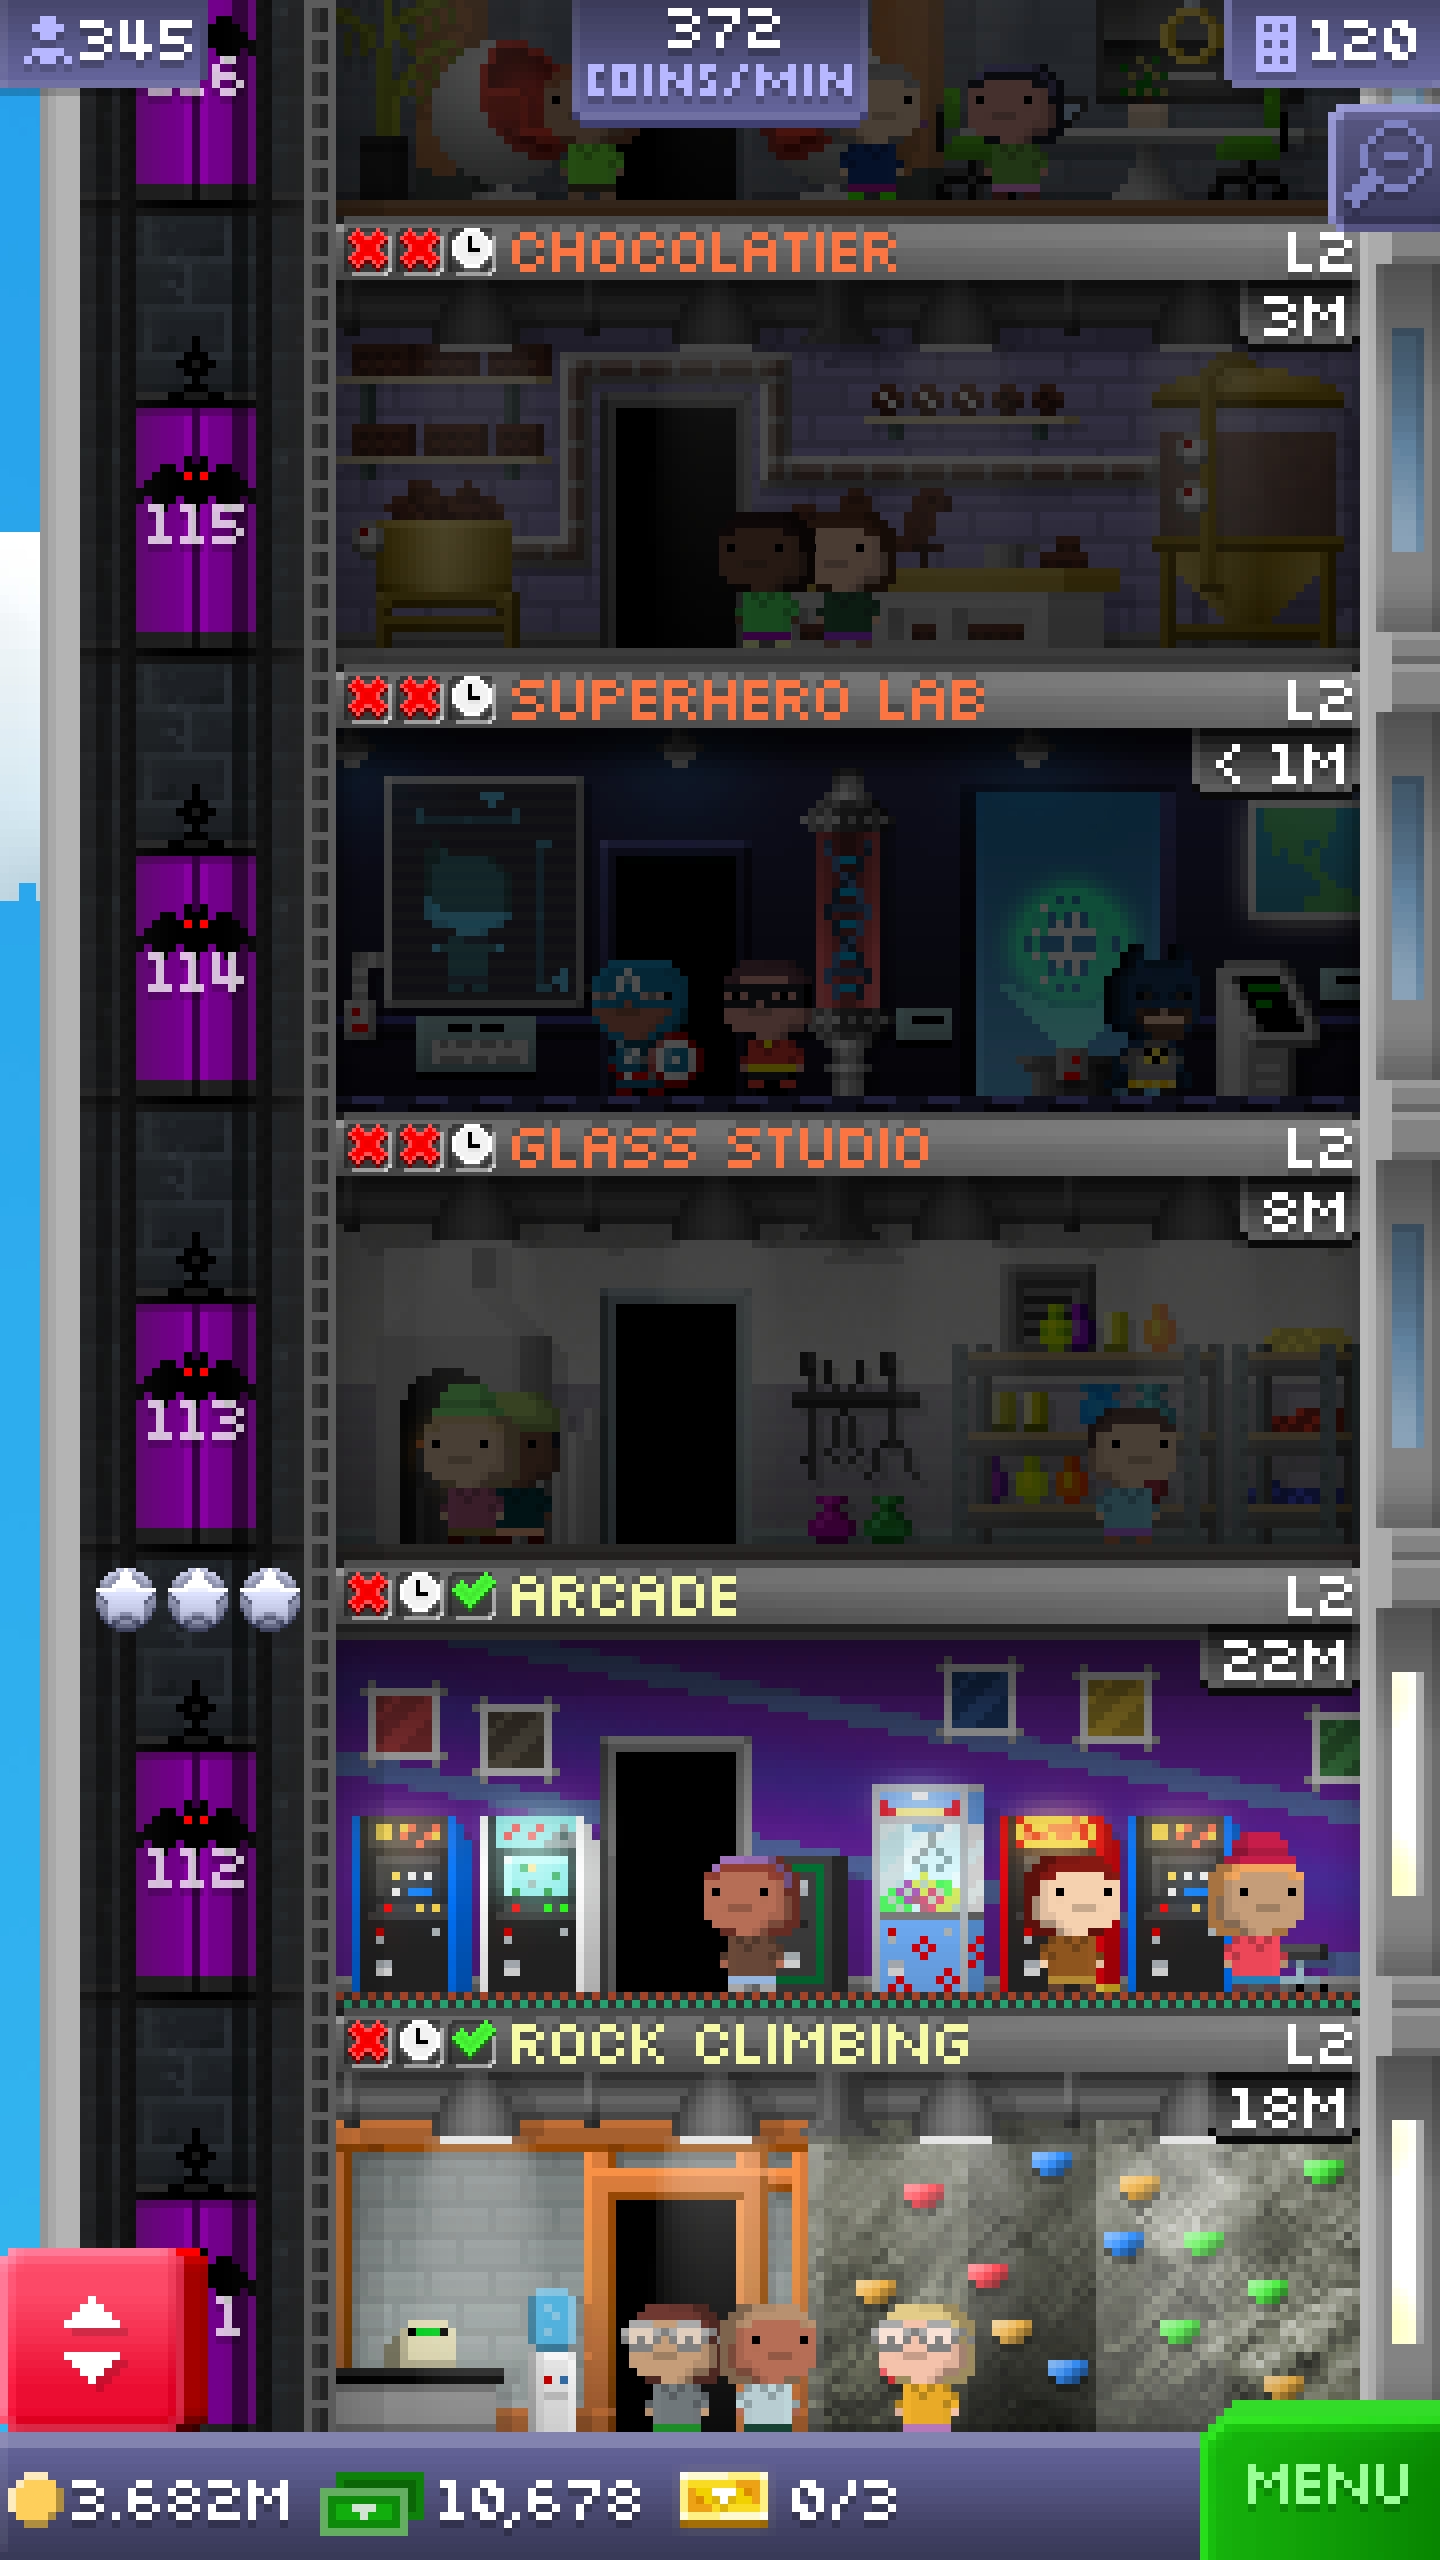 345
372
COINS/MIN
120
CHOCOLATIER L2
3M
115
SUPERHERO LAB L2
< 1M
114
GLASS STUDIO L2
8M
113
ARCADE L2
22M
112
ROCK CLIMBING L2
18M
1
3.682M 10,678 0/3
MENU